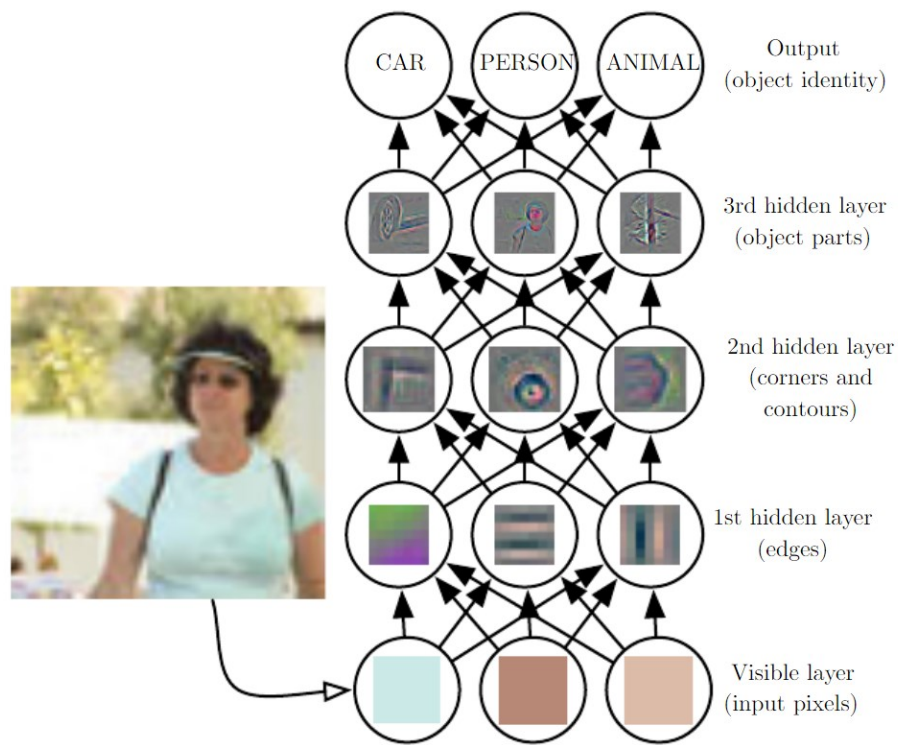 CAR
PERSON
ANIMAL
Output
(object identity)
3rd hidden layer
(object parts)
2nd hidden layer
(corners and
contours)
1st hidden layer
(edges)
Visible layer
(input pixels)